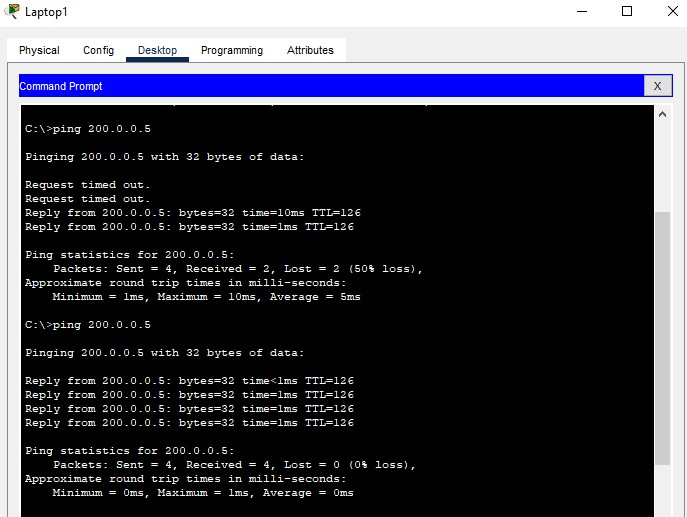 Laptop1
Physical Config Desktop Programming Attributes
Command Prompt X
C:\>ping 200.0.0.5
Pinging 200.0.0.5 with 32 bytes of data:
Request timed out.
Request timed out.
Reply from 200.0.0.5: bytes=32 time=10ms TTL=126
Reply from 200.0.0.5: bytes=32 time=1ms TTL=126
Ping statistics for 200.0.0.5:
Packets: Sent = 4, Received = 2, Lost = 2 (50% loss),
Approximate round trip times in milli-seconds:
Minimum = 1ms, Maximum = 10ms, Average = 5ms
C:\>ping 200.0.0.5
Pinging 200.0.0.5 with 32 bytes of data:
Reply from 200.0.0.5: bytes=32 time<1ms TTL=126
Reply from 200.0.0.5: bytes=32 time=1ms TTL=126
Reply from 200.0.0.5: bytes=32 time=1ms TTL=126
Reply from 200.0.0.5: bytes=32 time=1ms TTL=126
Ping statistics for 200.0.0.5:
Packets: Sent = 4, Received = 4, Lost = 0 (0% loss),
Approximate round trip times in milli-seconds:
Minimum = 0ms, Maximum = 1ms, Average = 0ms